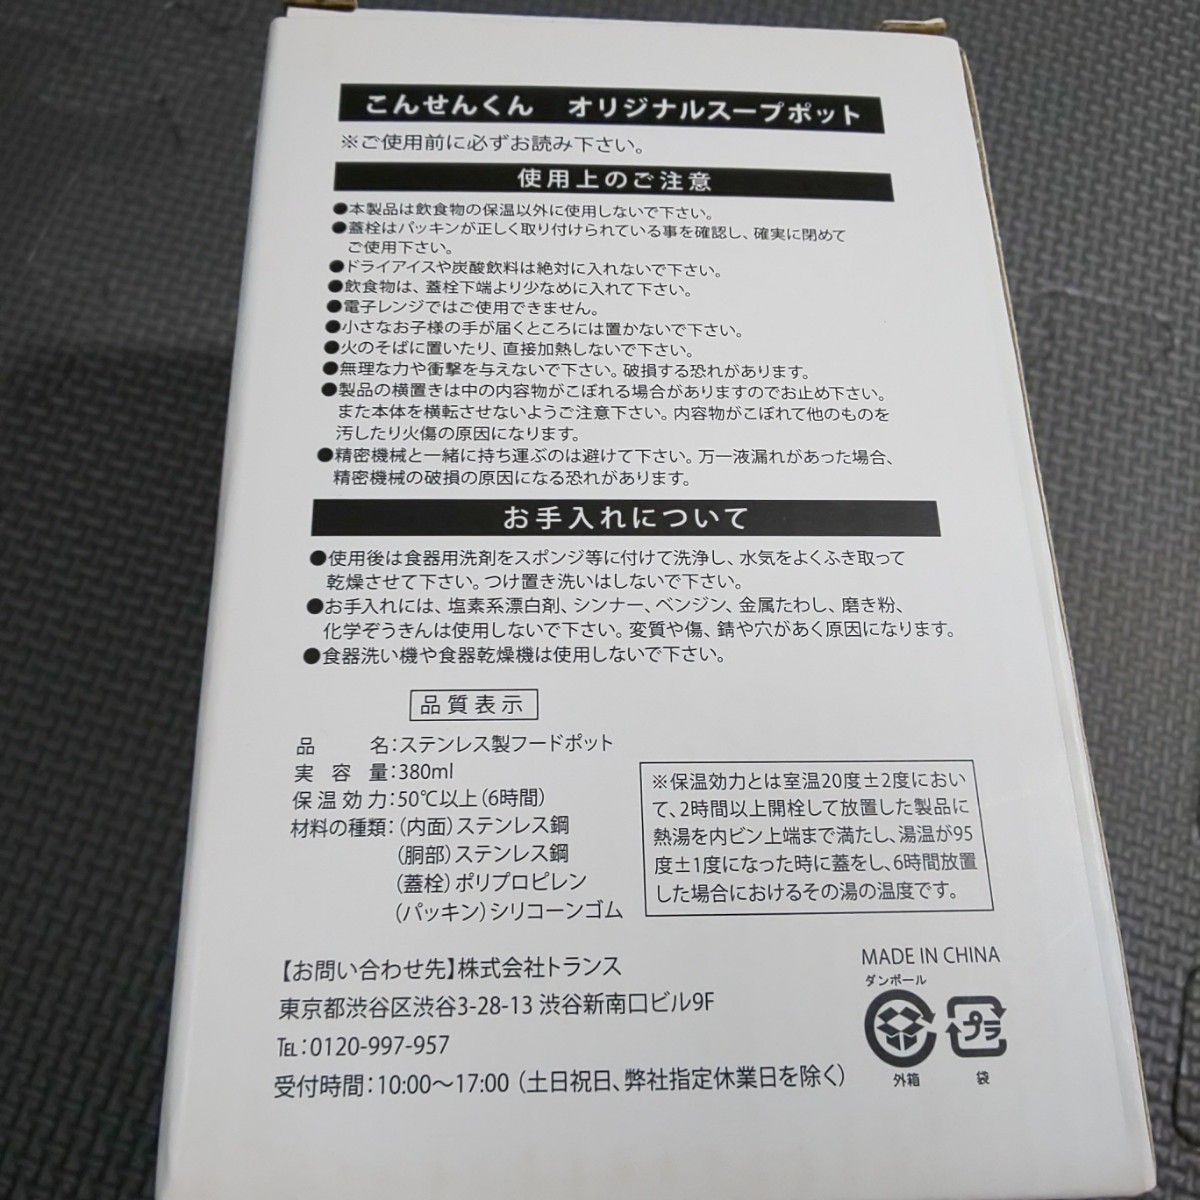 こんせんくん　オリジナルスープポット
※ご使用前に必ずお読み下さい。
使用上のご注意
●本製品は飲食物の保温以外に使用しないで下さい。
●蓋栓はパッキンが正しく取り付けられている事を確認し、確実に閉めて
ご使用下さい。
●ドライアイスや炭酸飲料は絶対に入れないで下さい。
●飲食物は、蓋栓下端より少なめに入れて下さい。
●電子レンジではご使用できません。
●小さなお子様の手が届くところには置かないで下さい。
●火のそばに置いたり、直接加熱しないで下さい。
●無理な力や衝撃を与えないで下さい。破損する恐れがあります。
●製品の横置きは中の内容物がこぼれる場合がありますのでお止め下さい。
また本体を横転させないようご注意下さい。内容物がこぼれて他のものを
汚したり火傷の原因になります。
●精密機械と一緒に持ち運ぶのは避けて下さい。万一液漏れがあった場合、
精密機械の破損の原因になる恐れがあります。
お手入れについて
●使用後は食器用洗剤をスポンジ等に付けて洗浄し、水気をよくふき取って
乾燥させて下さい。つけ置き洗いはしないで下さい。
●お手入れには、塩素系漂白剤、シンナー、ベンジン、金属たわし、磨き粉、
化学ぞうきんは使用しないで下さい。変質や傷、錆や穴があく原因になります。
●食器洗い機や食器乾燥機は使用しないで下さい。
品質表示
品　　名：ステンレス製フードポット
実 容 量：380ml
保温効力：50℃以上（6時間）
材料の種類：（内面）ステンレス鋼
（胴部）ステンレス鋼
（蓋栓）ポリプロピレン
（パッキン）シリコーンゴム
※保温効力とは室温20度±2度におい
て、2時間以上開栓して放置した製品に
熱湯を内ビン上端まで満たし、湯温が95
度±1度になった時に蓋をし、6時間放置
した場合におけるその湯の温度です。
【お問い合わせ先】株式会社トランス
東京都渋谷区渋谷3-28-13 渋谷新南口ビル9F
TEL：0120-997-957
受付時間：10:00～17:00（土日祝日、弊社指定休業日を除く）
MADE IN CHINA
ダンボール
外箱
プラ
袋